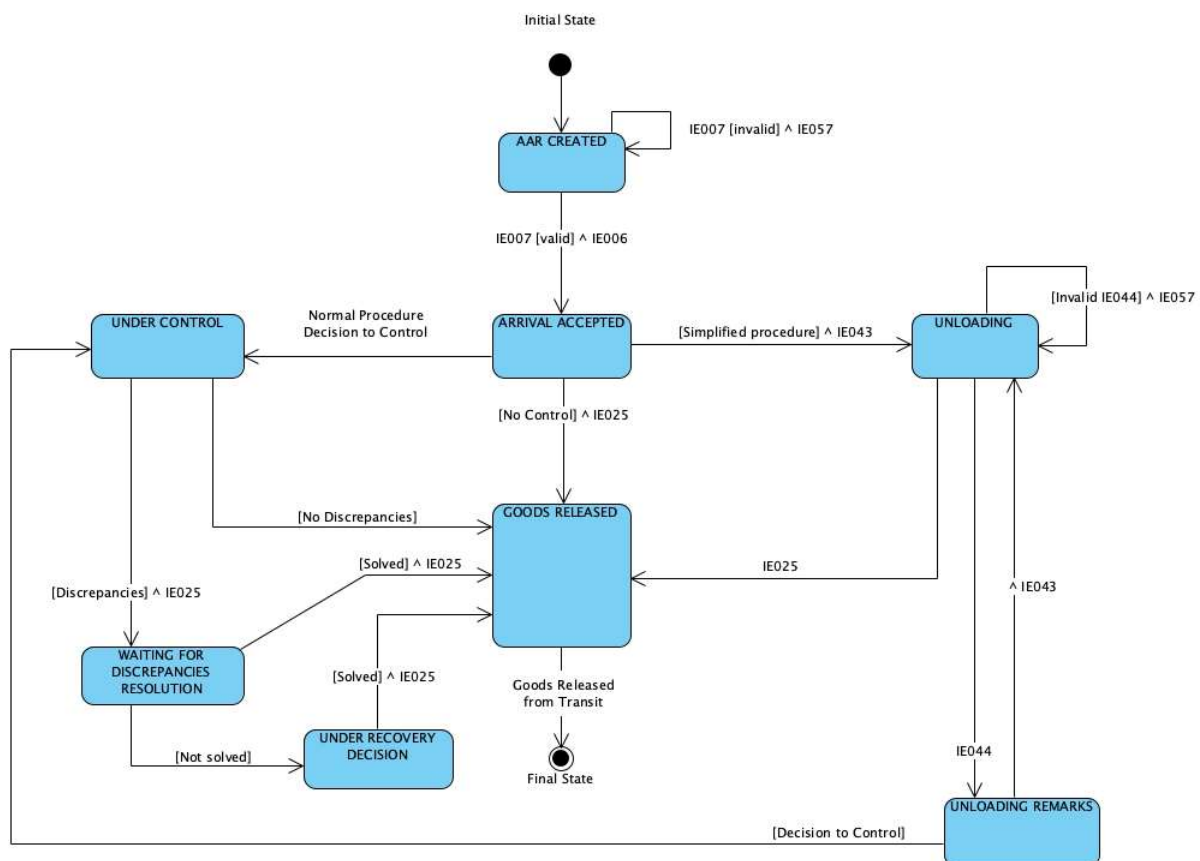 Initial State
AAR CREATED
IE007 [invalid] ^ IE057
IE007 [valid] ^ IE006
UNDER CONTROL
Normal Procedure
Decision to Control
ARRIVAL ACCEPTED
[Simplified procedure] ^ IE043
UNLOADING
[Invalid IE044] ^ IE057
[No Control] ^ IE025
[No Discrepancies]
GOODS RELEASED
[Solved] ^ IE025
IE025
[Discrepancies] ^ IE025
^ IE043
WAITING FOR
DISCREPANCIES
RESOLUTION
[Solved] ^ IE025
Goods Released
from Transit
[Not solved]
UNDER RECOVERY
DECISION
Final State
IE044
UNLOADING REMARKS
[Decision to Control]